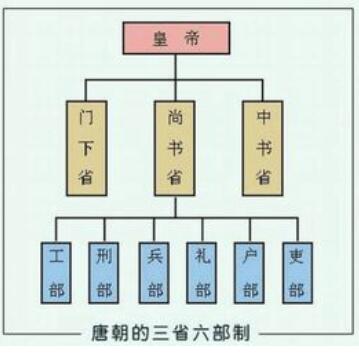 皇帝
门下省
尚书省
中书省
工部
刑部
兵部
礼部
户部
吏部
唐朝的三省六部制